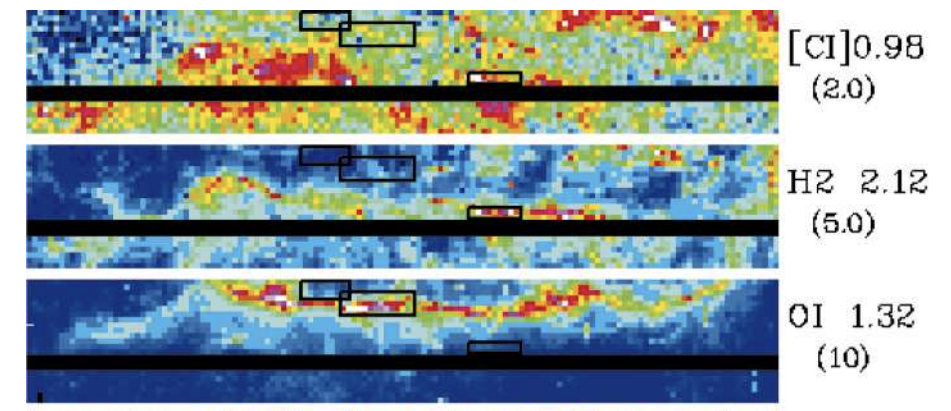 [CI]0.98
(2.0)
H2 2.12
(5.0)
OI 1.32
(10)